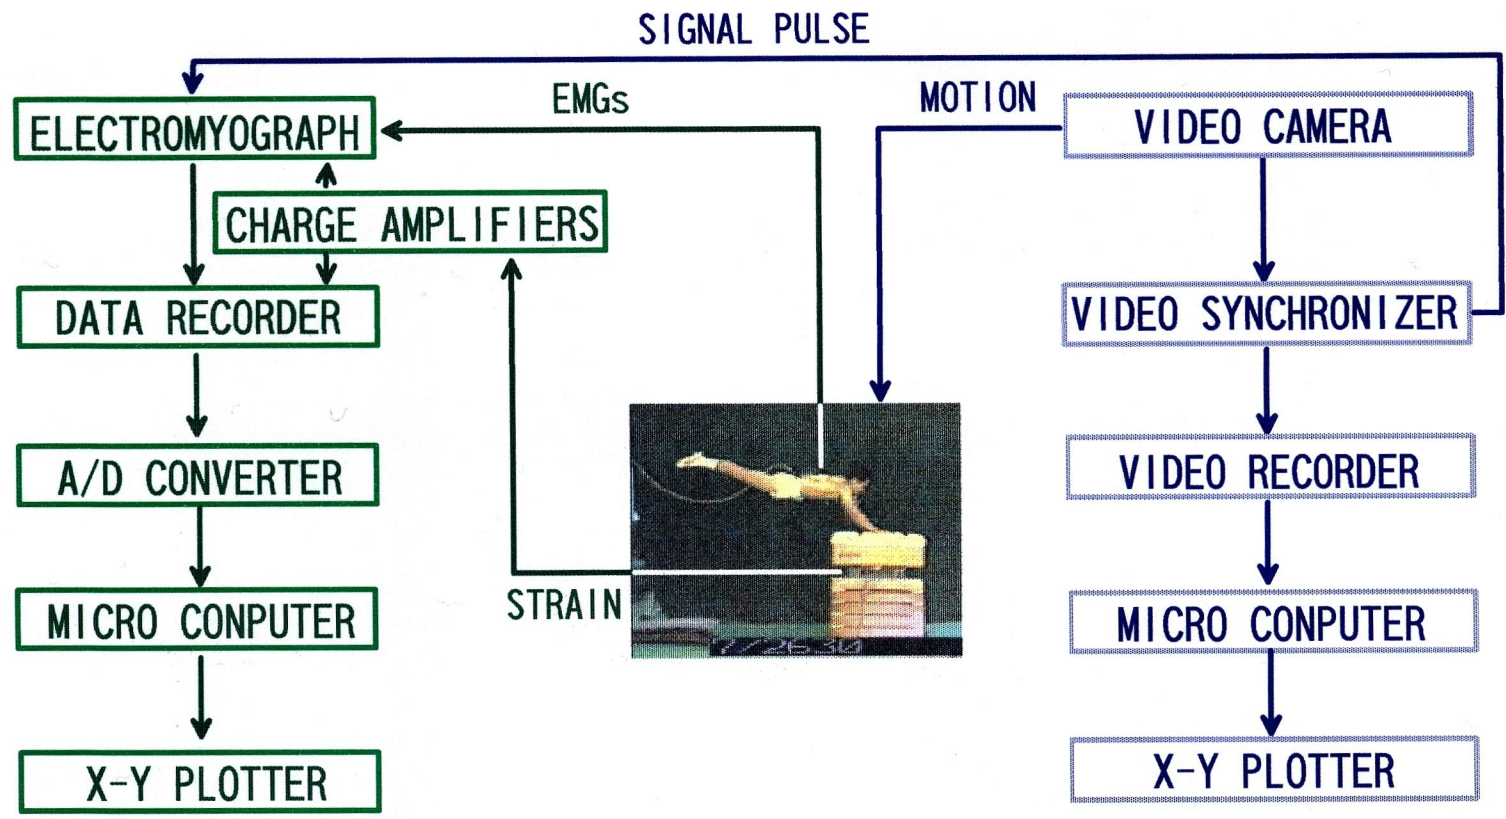 SIGNAL PULSE
EMGs
MOTION
ELECTROMYOGRAPH
VIDEO CAMERA
CHARGE AMPLIFIERS
DATA RECORDER
VIDEO SYNCHRONIZER
A/D CONVERTER
VIDEO RECORDER
STRAIN
MICRO CONPUTER
MICRO CONPUTER
X-Y PLOTTER
X-Y PLOTTER